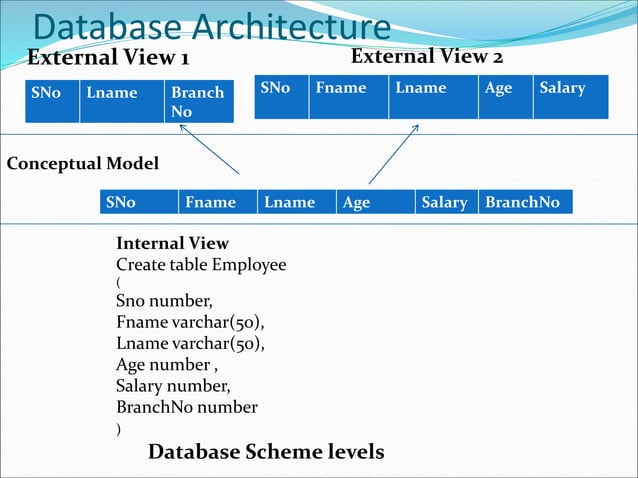 Database Architecture
External View 1
External View 2
SNo Lname Branch
No
SNo Fname Lname Age Salary
Conceptual Model
SNo Fname Lname Age Salary BranchNo
Internal View
Create table Employee
(
Sno number,
Fname varchar(50),
Lname varchar(50),
Age number ,
Salary number,
BranchNo number
)
Database Scheme levels